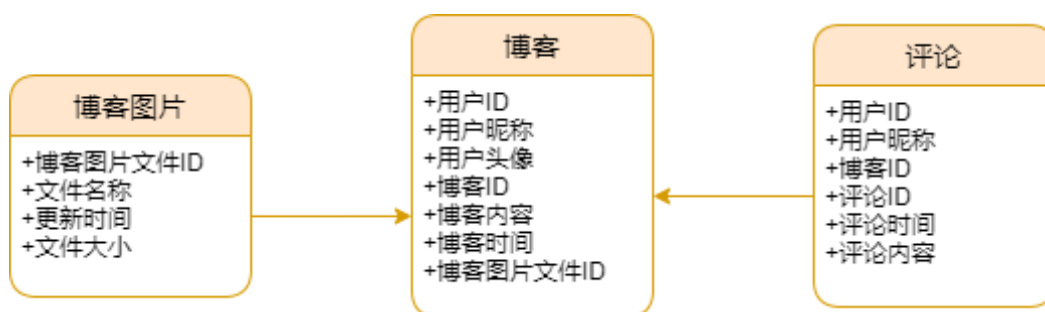 博客图片
+博客图片文件ID
+文件名称
+更新时间
+文件大小
博客
+用户ID
+用户昵称
+用户头像
+博客ID
+博客内容
+博客时间
+博客图片文件ID
评论
+用户ID
+用户昵称
+博客ID
+评论ID
+评论时间
+评论内容